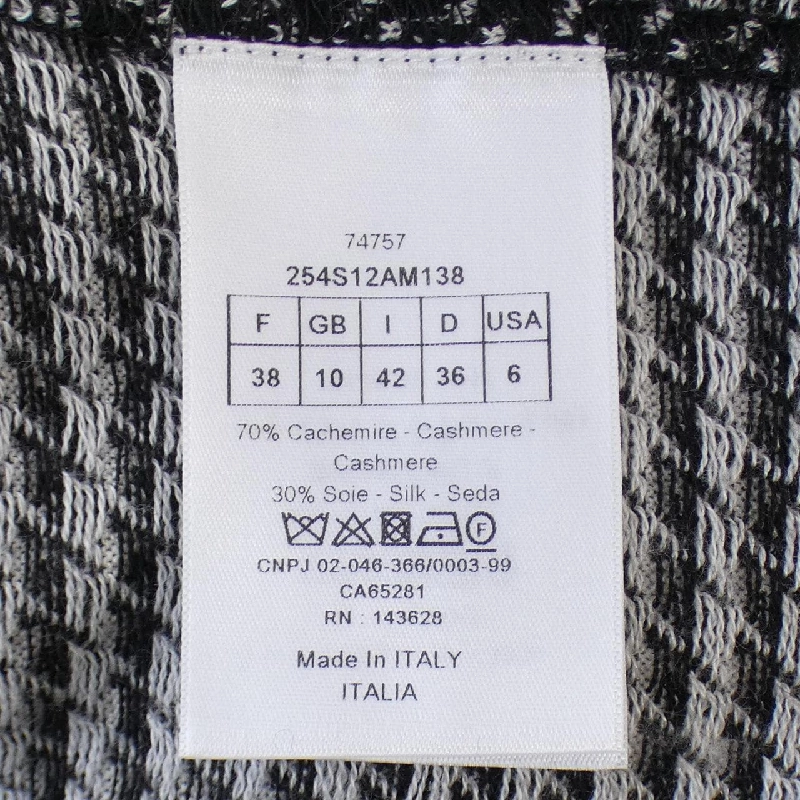 74757
254S12AM138
F GB I D USA
38 10 42 36 6
70% Cachemire - Cashmere -
Cashmere
30% Soie - Silk - Seda
F
CNPJ 02-046-366/0003-99
CA65281
RN : 143628
Made In ITALY
ITALIA